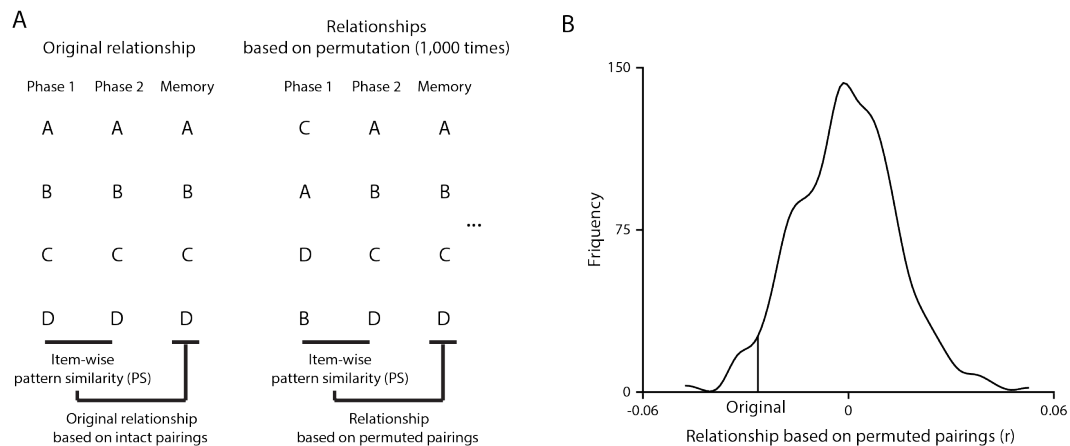 A
Original relationship
Relationships
based on permutation (1,000 times)
Phase 1 Phase 2 Memory
Phase 1 Phase 2 Memory
A A A
C A A
B B B
A B B
...
C C C
D C C
D D D
B D D
Item-wise
pattern similarity (PS)
Item-wise
pattern similarity (PS)
Original relationship
based on intact pairings
Relationship
based on permuted pairings
B
150
75
0
Friquency
-0.06 Original 0 0.06
Relationship based on permuted pairings (r)